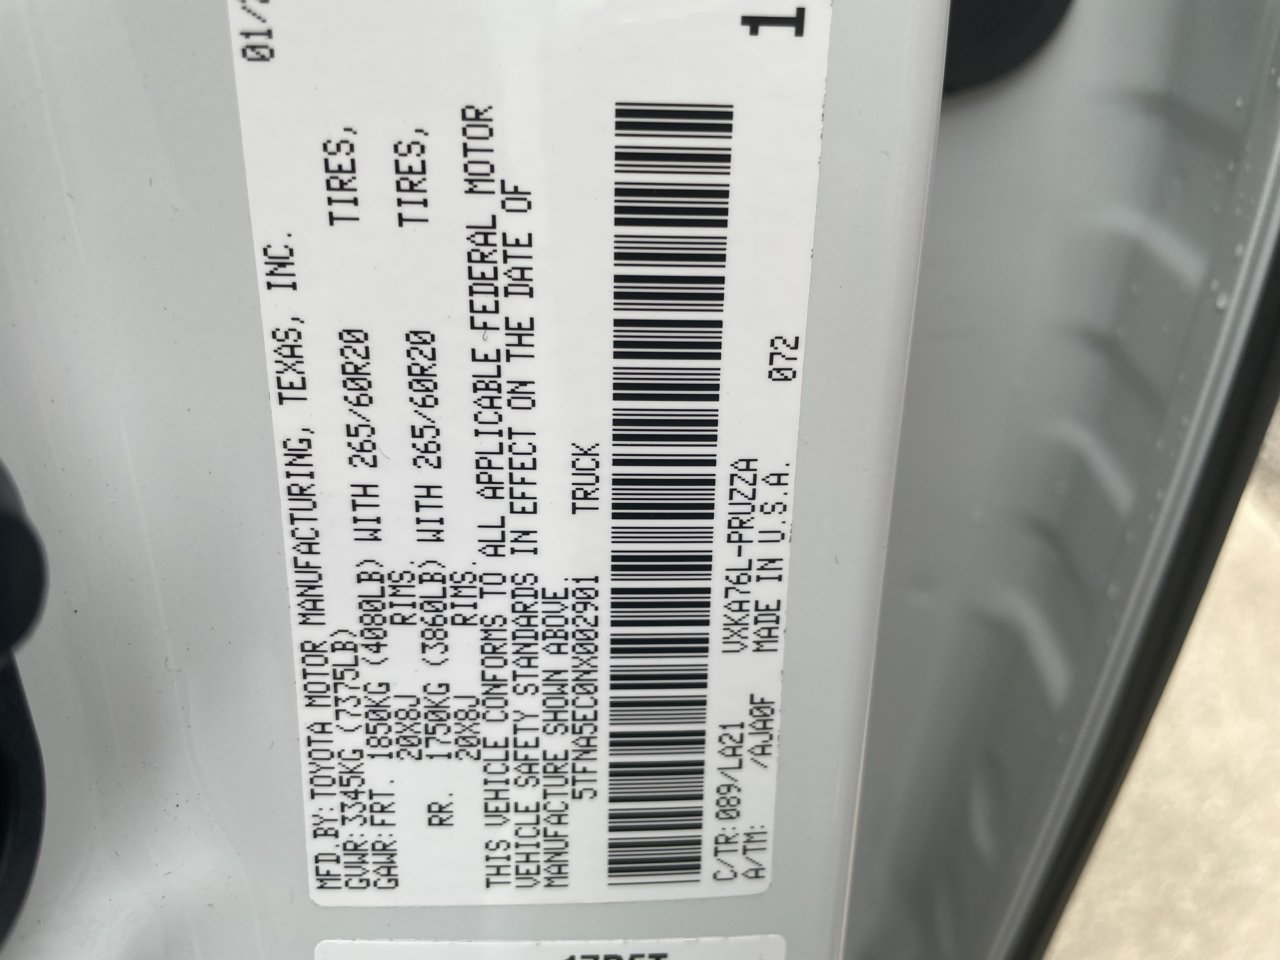 01/
MFD.BY:TOYOTA MOTOR MANUFACTURING, TEXAS, INC.
GVWR:3345KG (7375LB)
GAWR:FRT. 1850KG (4080LB) WITH 265/60R20 TIRES,
20X8J RIMS,
RR. 1750KG (3860LB) WITH 265/60R20 TIRES,
20X8J RIMS.
THIS VEHICLE CONFORMS TO ALL APPLICABLE FEDERAL MOTOR
VEHICLE SAFETY STANDARDS IN EFFECT ON THE DATE OF
MANUFACTURE SHOWN ABOVE.
5TFNA5EC0NX002901 TRUCK
C/TR:089/LA21 VXKA76L-PRUZZA 072
A/TM: /AJA0F MADE IN U.S.A.
1